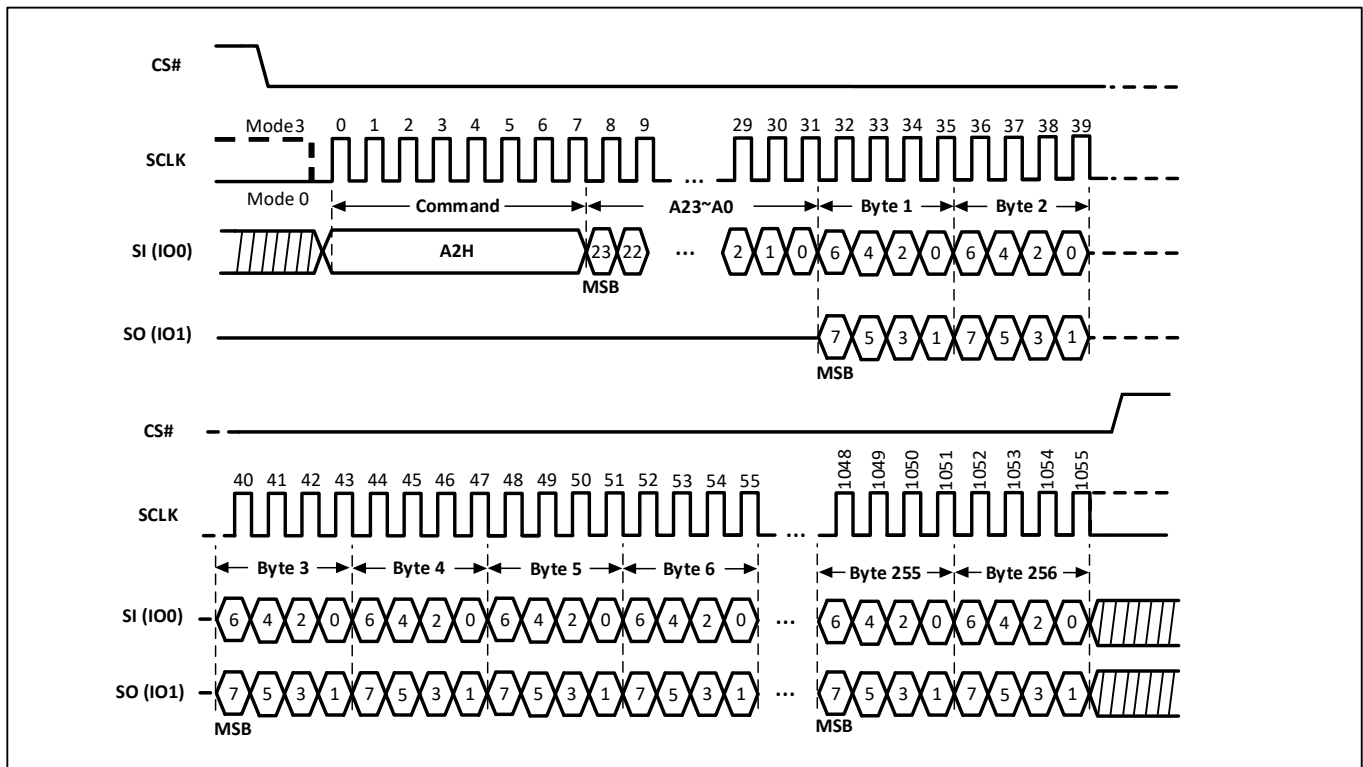 CS#
Mode 3
0 1 2 3 4 5 6 7 8 9 29 30 31 32 33 34 35 36 37 38 39
SCLK
...
Mode 0
Command A23~A0 Byte 1 Byte 2
SI (IO0) A2H 23 22 ... 2 1 0 6 4 2 0 6 4 2 0
MSB
SO (IO1) 7 5 3 1 7 5 3 1
MSB
CS#
40 41 42 43 44 45 46 47 48 49 50 51 52 53 54 55 1048 1049 1050 1051 1052 1053 1054 1055
SCLK
...
Byte 3 Byte 4 Byte 5 Byte 6 Byte 255 Byte 256
SI (IO0) 6 4 2 0 6 4 2 0 6 4 2 0 6 4 2 0 ... 6 4 2 0 6 4 2 0
SO (IO1) 7 5 3 1 7 5 3 1 7 5 3 1 7 5 3 1 ... 7 5 3 1 7 5 3 1
MSB MSB